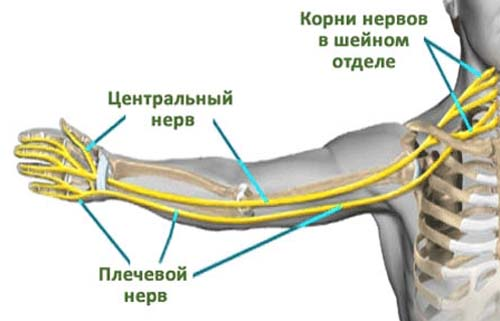 Корни нервов
в шейном
отделе
Центральный
нерв
Плечевой
нерв